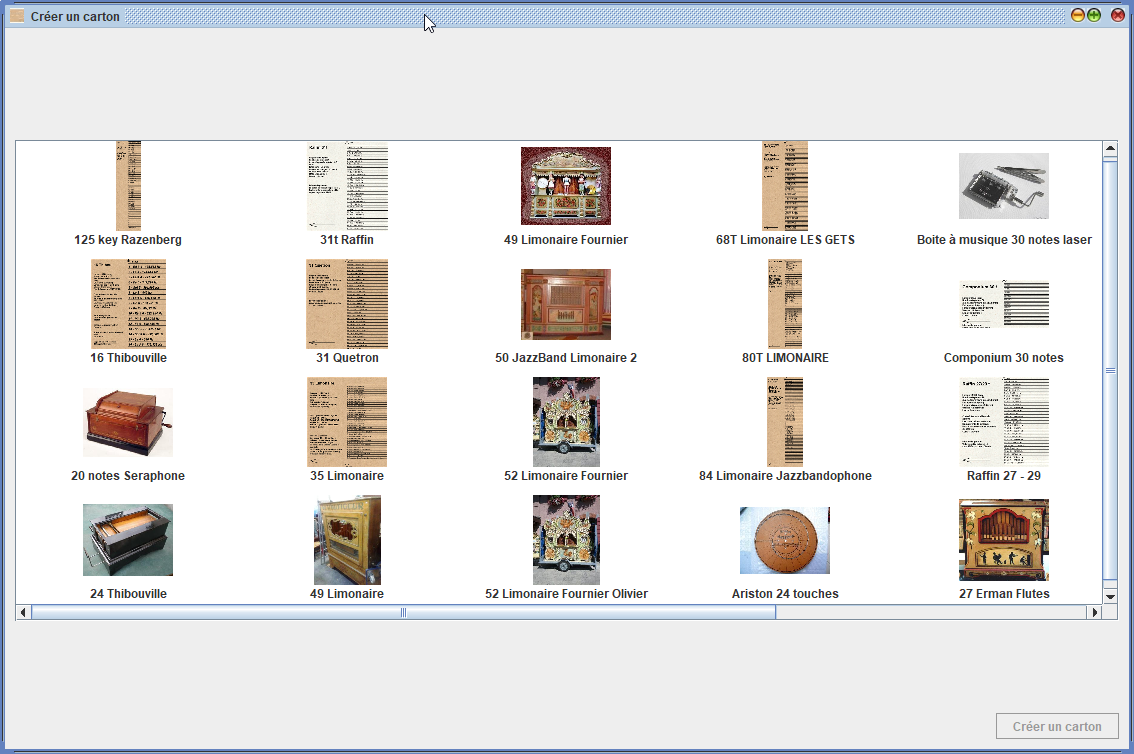 Créer un carton
125 key Razenberg
31t Raffin
49 Limonaire Fournier
68T Limonaire LES GETS
Boite à musique 30 notes laser
16 Thibouville
31 Quetron
50 JazzBand Limonaire 2
80T LIMONAIRE
Componium 30 notes
20 notes Seraphone
35 Limonaire
52 Limonaire Fournier
84 Limonaire Jazzbandophone
Raffin 27 - 29
24 Thibouville
49 Limonaire
52 Limonaire Fournier Olivier
Ariston 24 touches
27 Erman Flutes
Créer un carton